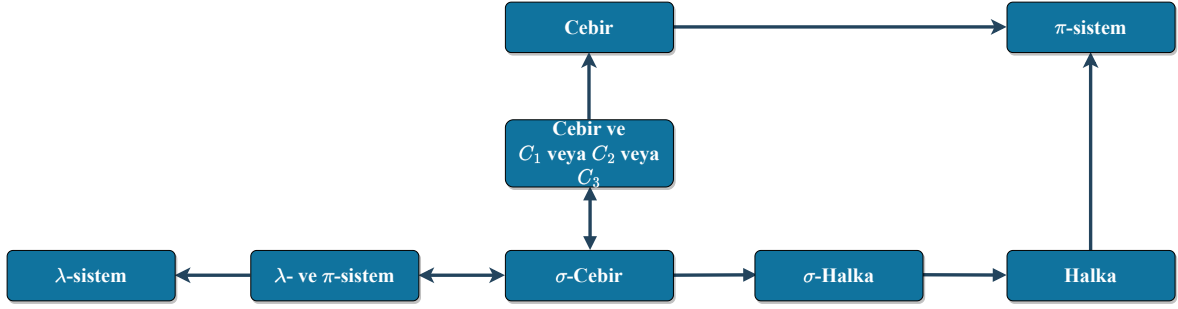 Cebir
π-sistem
Cebir ve
C₁ veya C₂ veya
C₃
λ-sistem
λ- ve π-sistem
σ-Cebir
σ-Halka
Halka